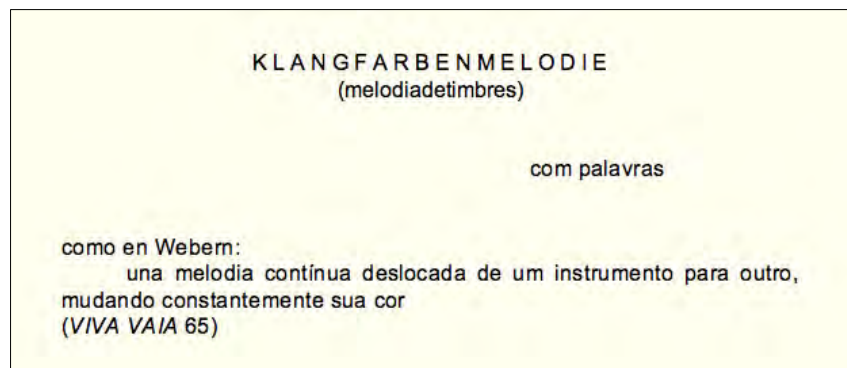 KLANGFARBENMELODIE
(melodiadetimbres)
com palavras
como en Webern:
una melodia contínua deslocada de um instrumento para outro,
mudando constantemente sua cor
(VIVA VAIA 65)